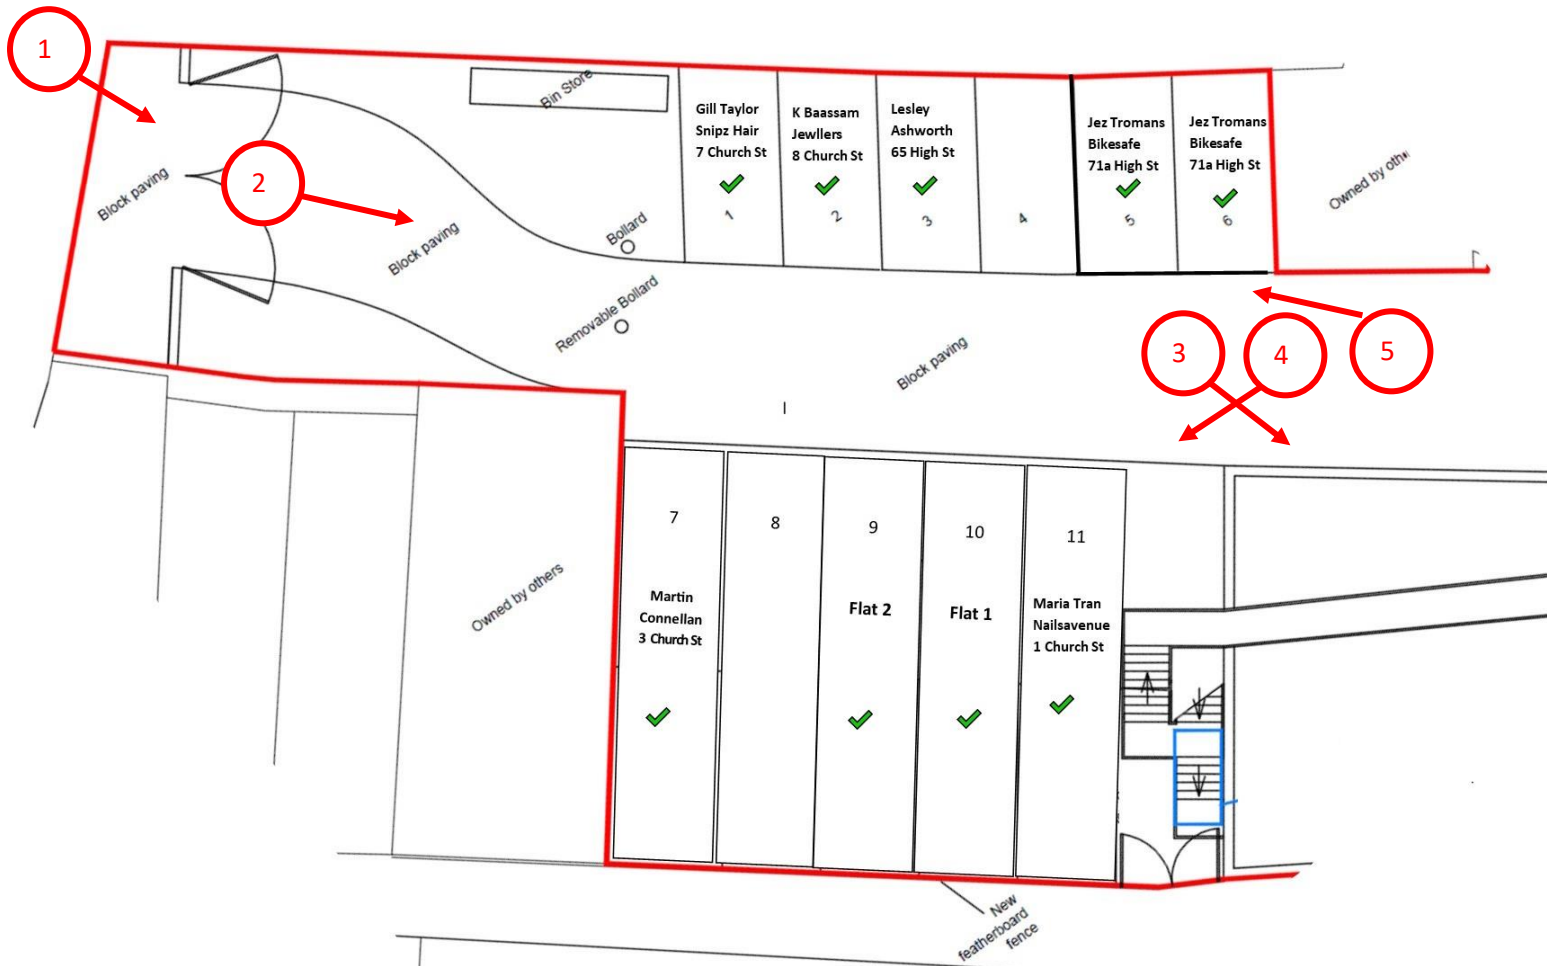 1
Block paving
2
Block paving
Bin Store
Bollard
Removable Bollard
Gill Taylor
Snipz Hair
7 Church St
1
K Baassam
Jewllers
8 Church St
2
Lesley
Ashworth
65 High St
3
4
Jez Tromans
Bikesafe
71a High St
5
Jez Tromans
Bikesafe
71a High St
6
Owned by
Block paving
3
4
5
Owned by others
7
Martin
Connellan
3 Church St
8
9
Flat 2
10
Flat 1
11
Maria Tran
Nailsavenue
1 Church St
New
featherboard
fence